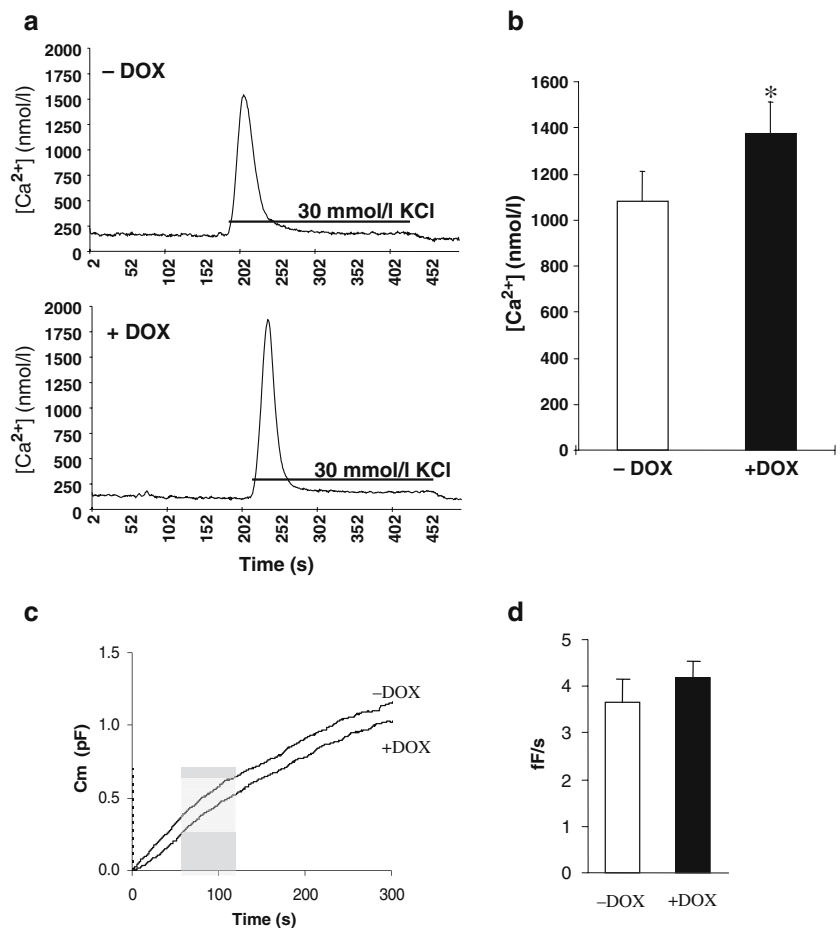 a
2000
1750
1500
1250
1000
750
500
250
0
[Ca2+] (nmol/l)
– DOX
30 mmol/l KCl
2
52
102
152
202
252
302
352
402
452
2000
1750
1500
1250
1000
750
500
250
0
[Ca2+] (nmol/l)
+ DOX
30 mmol/l KCl
2
52
102
152
202
252
302
352
402
452
Time (s)
b
1600
1400
1200
1000
800
600
400
200
0
[Ca2+] (nmol/l)
*
– DOX
+DOX
c
1.5
1.0
0.5
0.0
Cm (pF)
–DOX
+DOX
0
100
200
300
Time (s)
d
5
4
3
2
1
0
fF/s
–DOX
+DOX